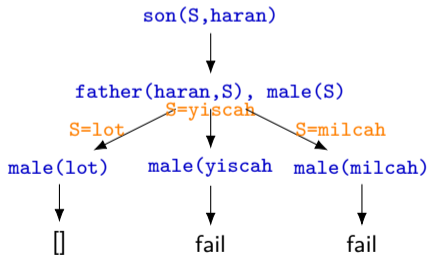 son(S,haran)
father(haran,S), male(S)
S=yiscah
S=lot
S=milcah
male(lot)
male(yiscah
male(milcah)
[]
fail
fail